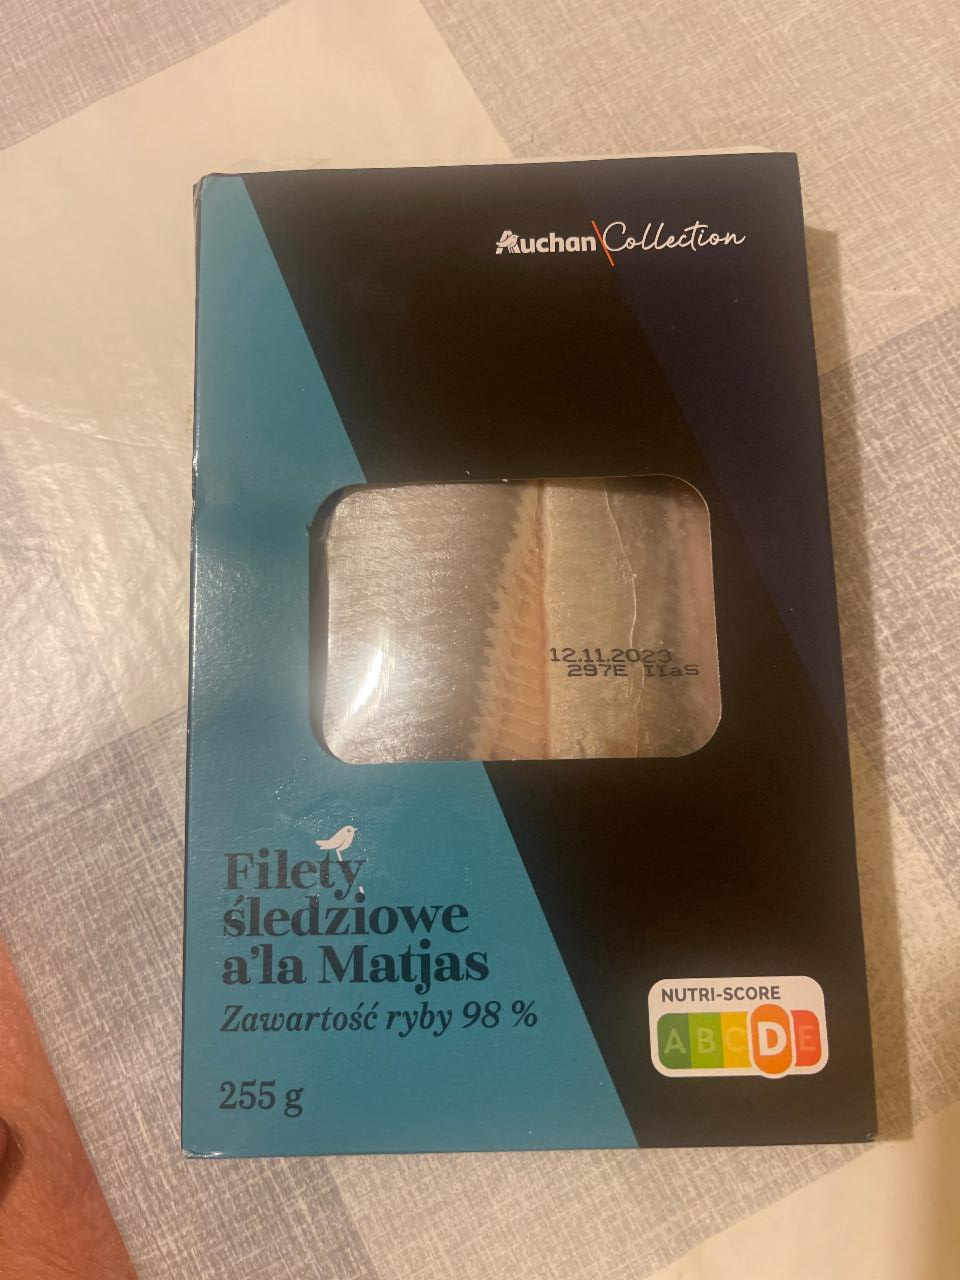 Auchan Collection
12.11.2023
297E IIaS
Filety
śledziowe
a'la Matjas
Zawartość ryby 98 %
255 g
NUTRI-SCORE
A B C D E